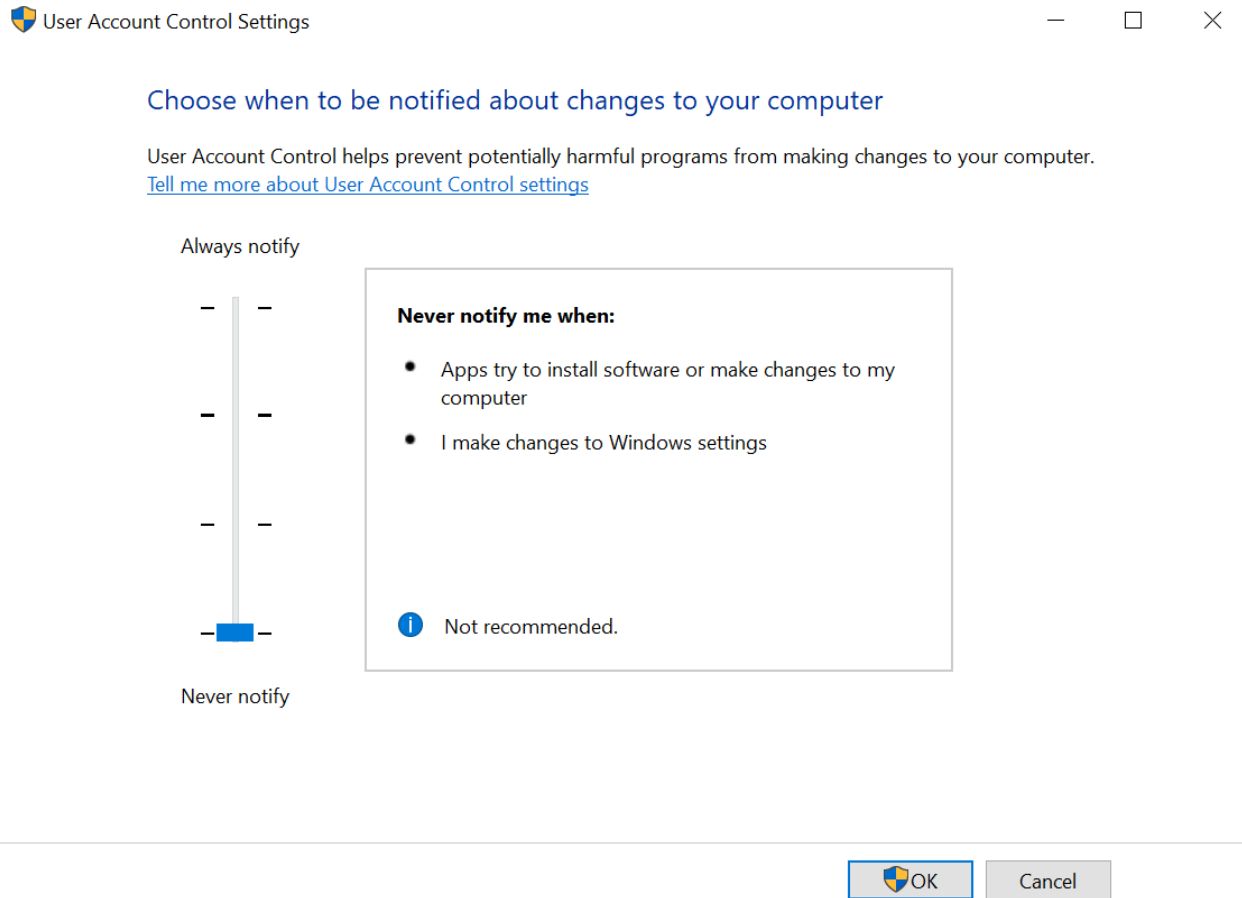 User Account Control Settings
Choose when to be notified about changes to your computer
User Account Control helps prevent potentially harmful programs from making changes to your computer.
Tell me more about User Account Control settings
Always notify
Never notify me when:
Apps try to install software or make changes to my
computer
I make changes to Windows settings
Not recommended.
Never notify
OK
Cancel